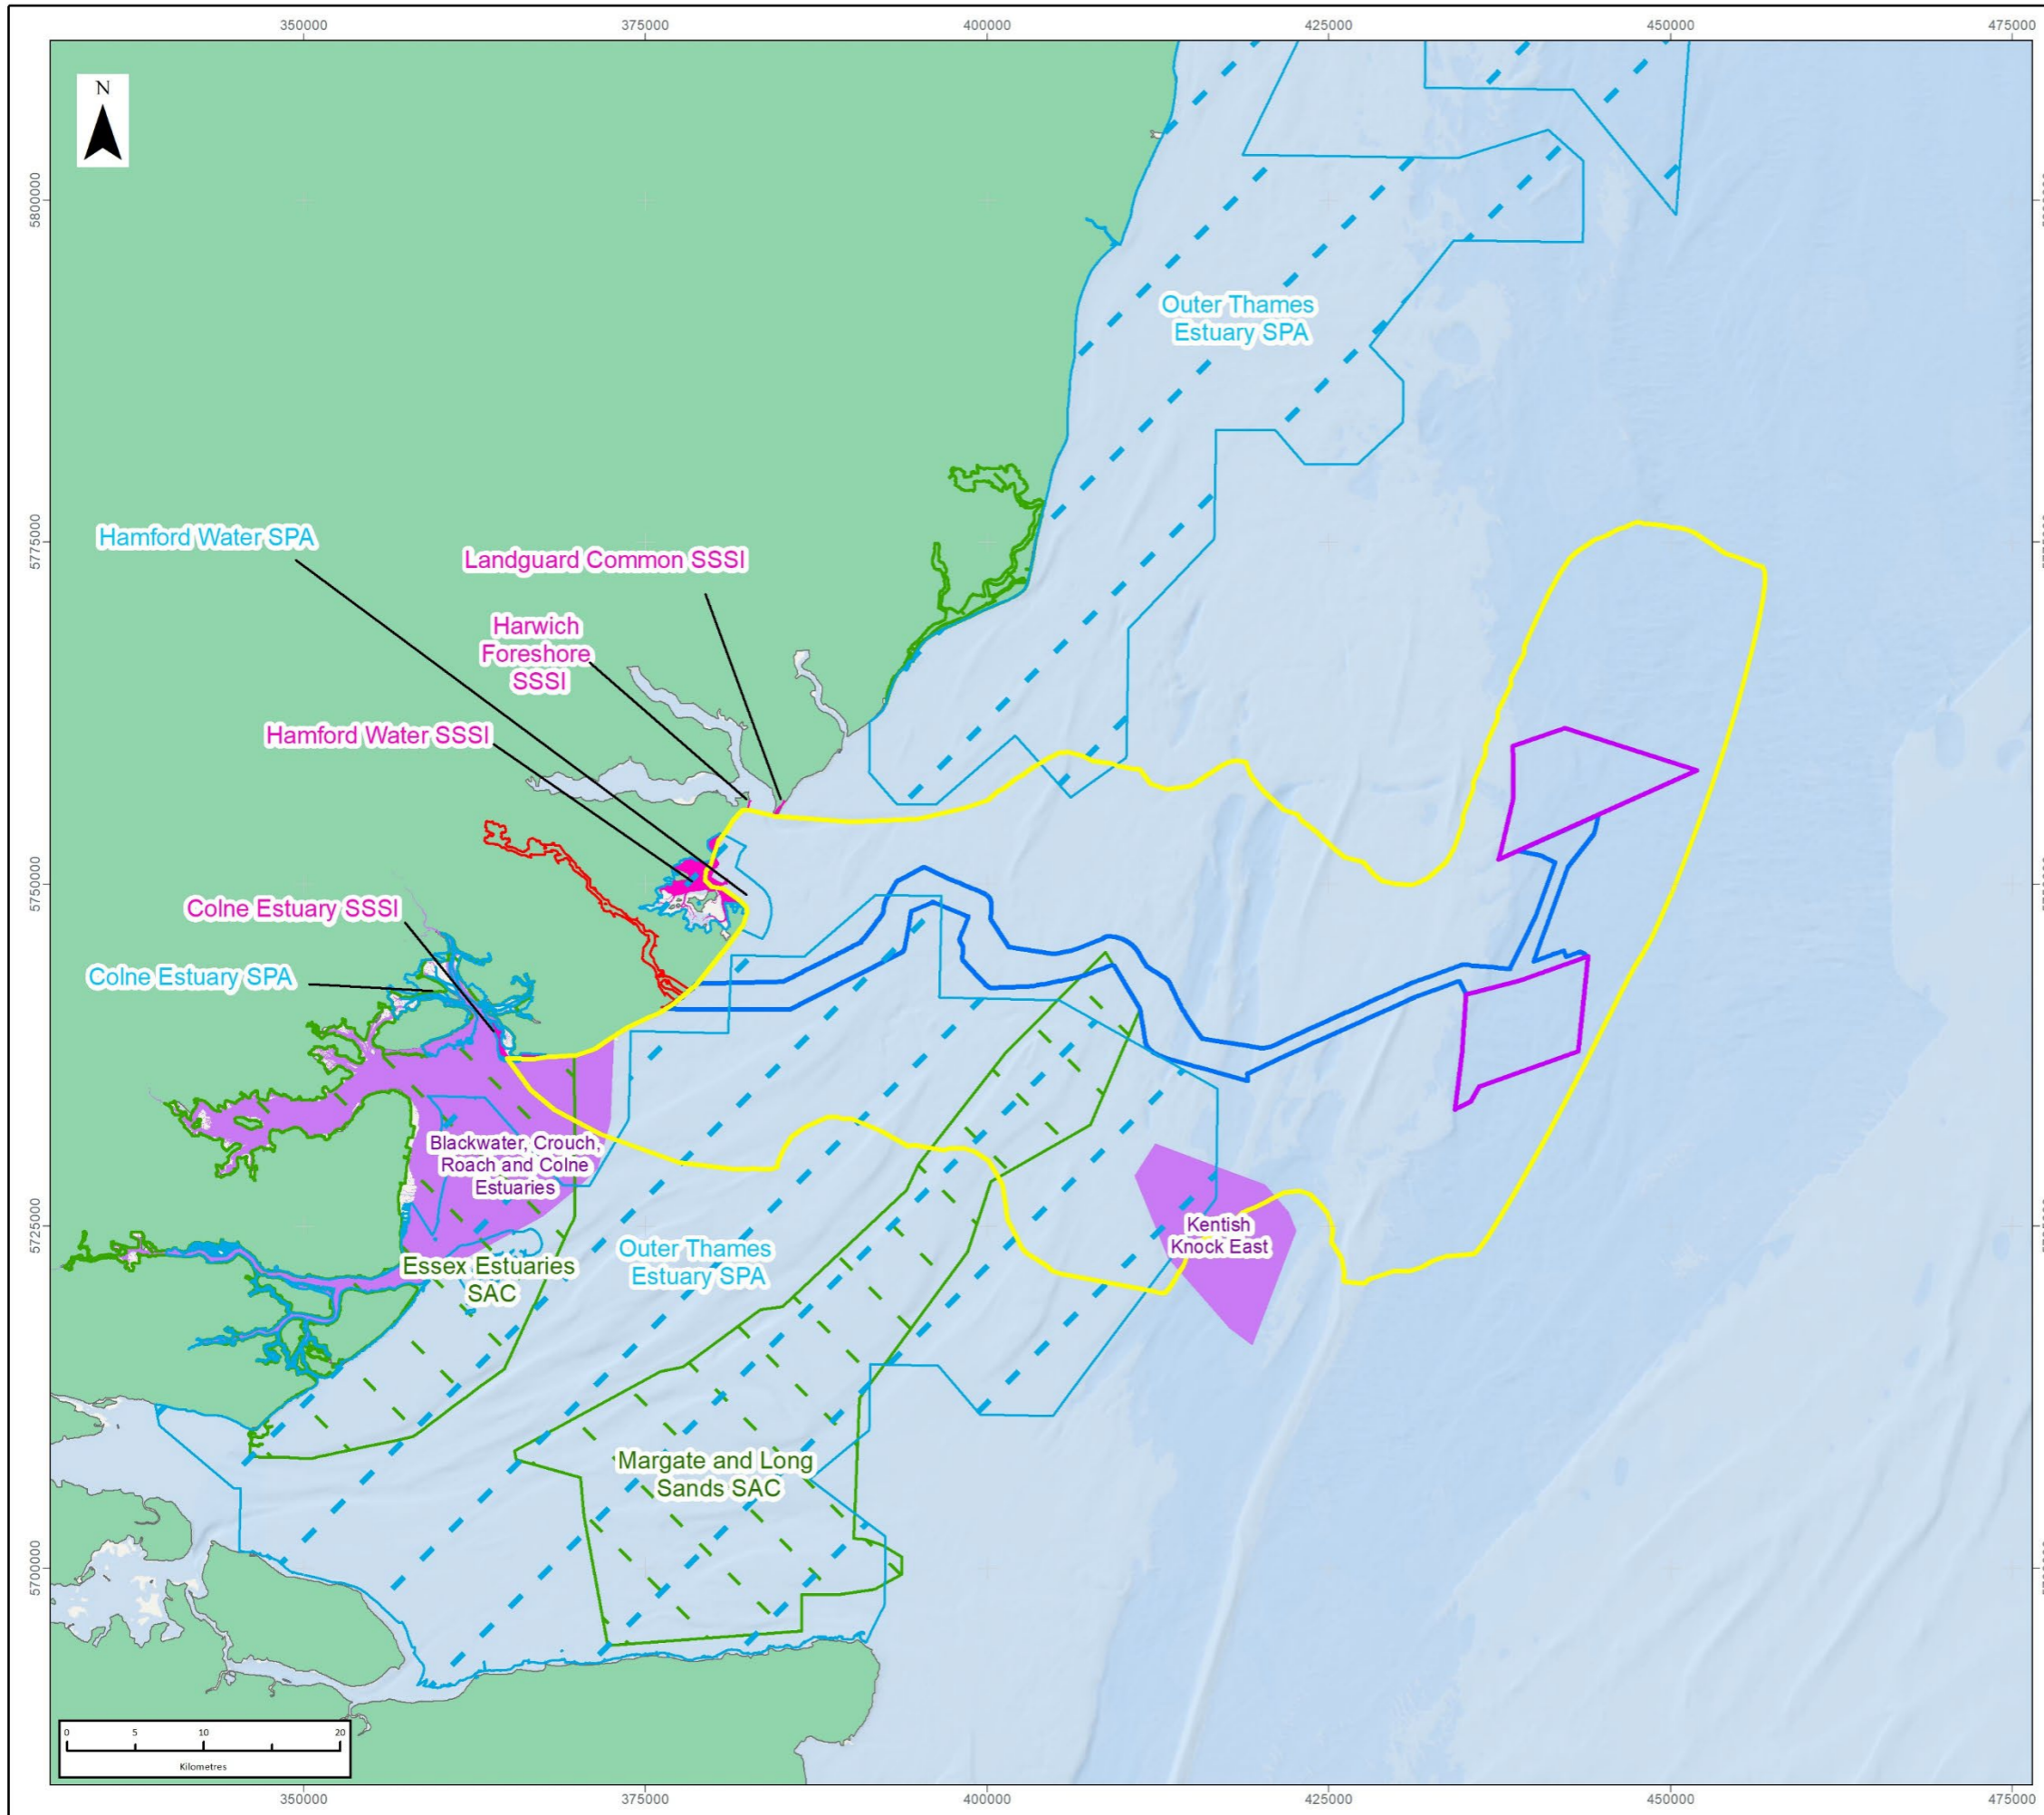 350000
375000
400000
425000
450000
475000
N
5800000
5775000
5750000
5725000
5700000
Outer Thames
Estuary SPA
Hamford Water SPA
Landguard Common SSSI
Harwich
Foreshore
SSSI
Hamford Water SSSI
Colne Estuary SSSI
Colne Estuary SPA
Blackwater, Crouch,
Roach and Colne
Estuaries
Kentish
Knock East
Outer Thames
Estuary SPA
Essex Estuaries
SAC
Margate and Long
Sands SAC
0
5
10
20
Kilometres
350000
375000
400000
425000
450000
475000